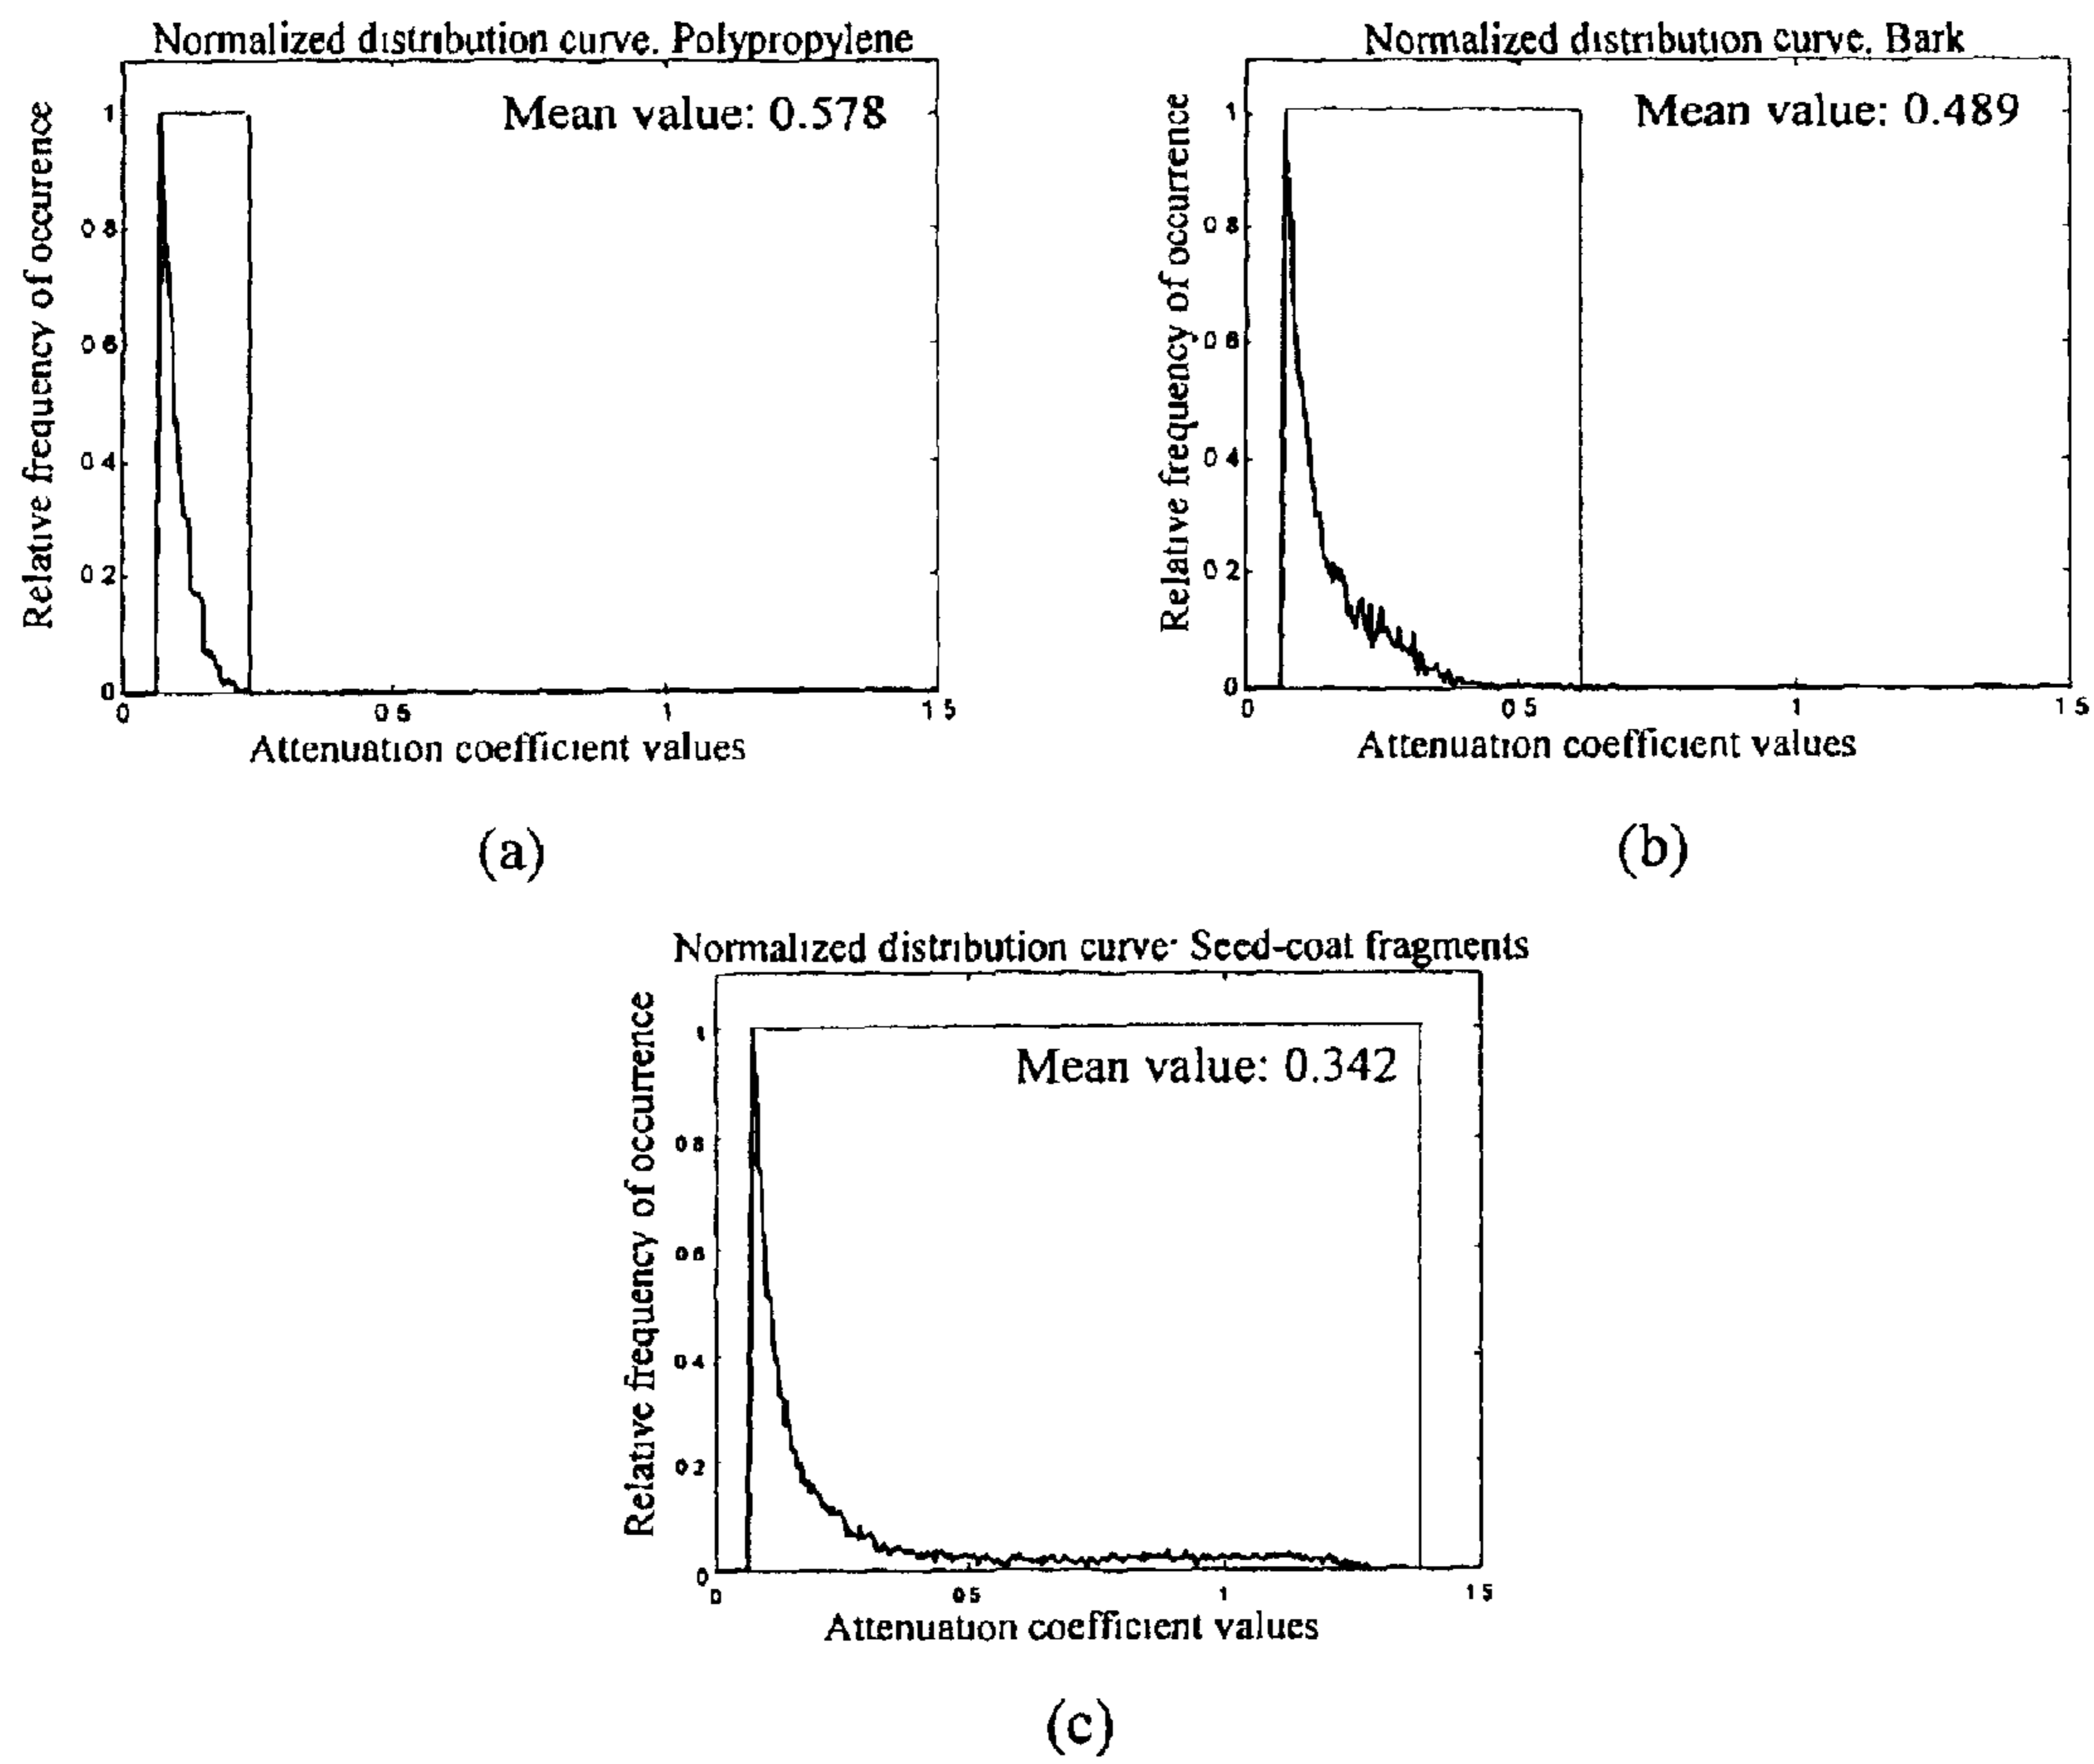 Normalized distribution curve. Polypropylene
Mean value: 0.578
Relative frequency of occurence
1
0 8
0 6
0 4
0 2
0
0
0 5
1
1 5
Attenuation coefficient values
(a)
Normalized distribution curve. Bark
Mean value: 0.489
Relative frequency of occurrence
1
0 8
0 6
0 4
0 2
0
0
0 5
1
1 5
Attenuation coefficient values
(b)
Normalized distribution curve· Seed-coat fragments
Mean value: 0.342
Relative frequency of occurrence
1
0 8
0 6
0 4
0 2
0
0
0 5
1
1 5
Attenuation coefficient values
(c)